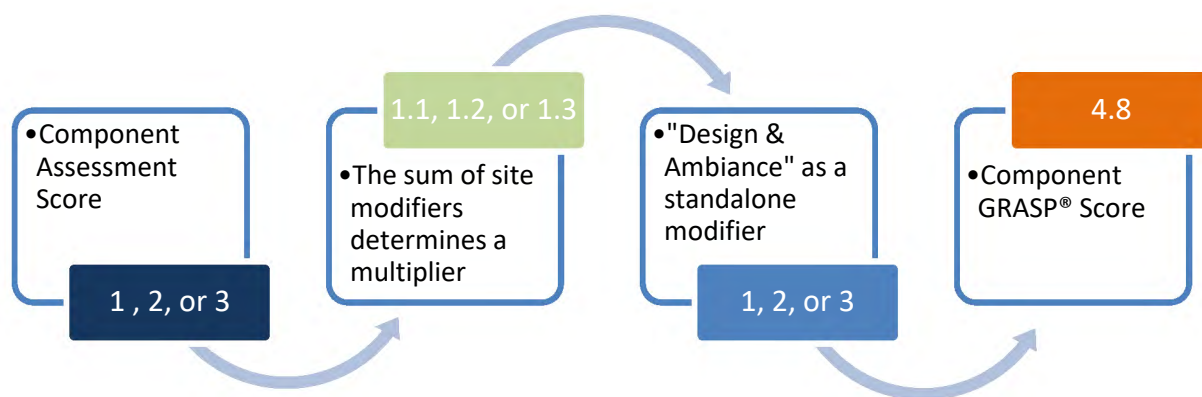 •Component
Assessment
Score
1 , 2, or 3
1.1, 1.2, or 1.3
•The sum of site
modifiers
determines a
multiplier
•"Design &
Ambiance" as a
standalone
modifier
1, 2, or 3
4.8
•Component
GRASP® Score